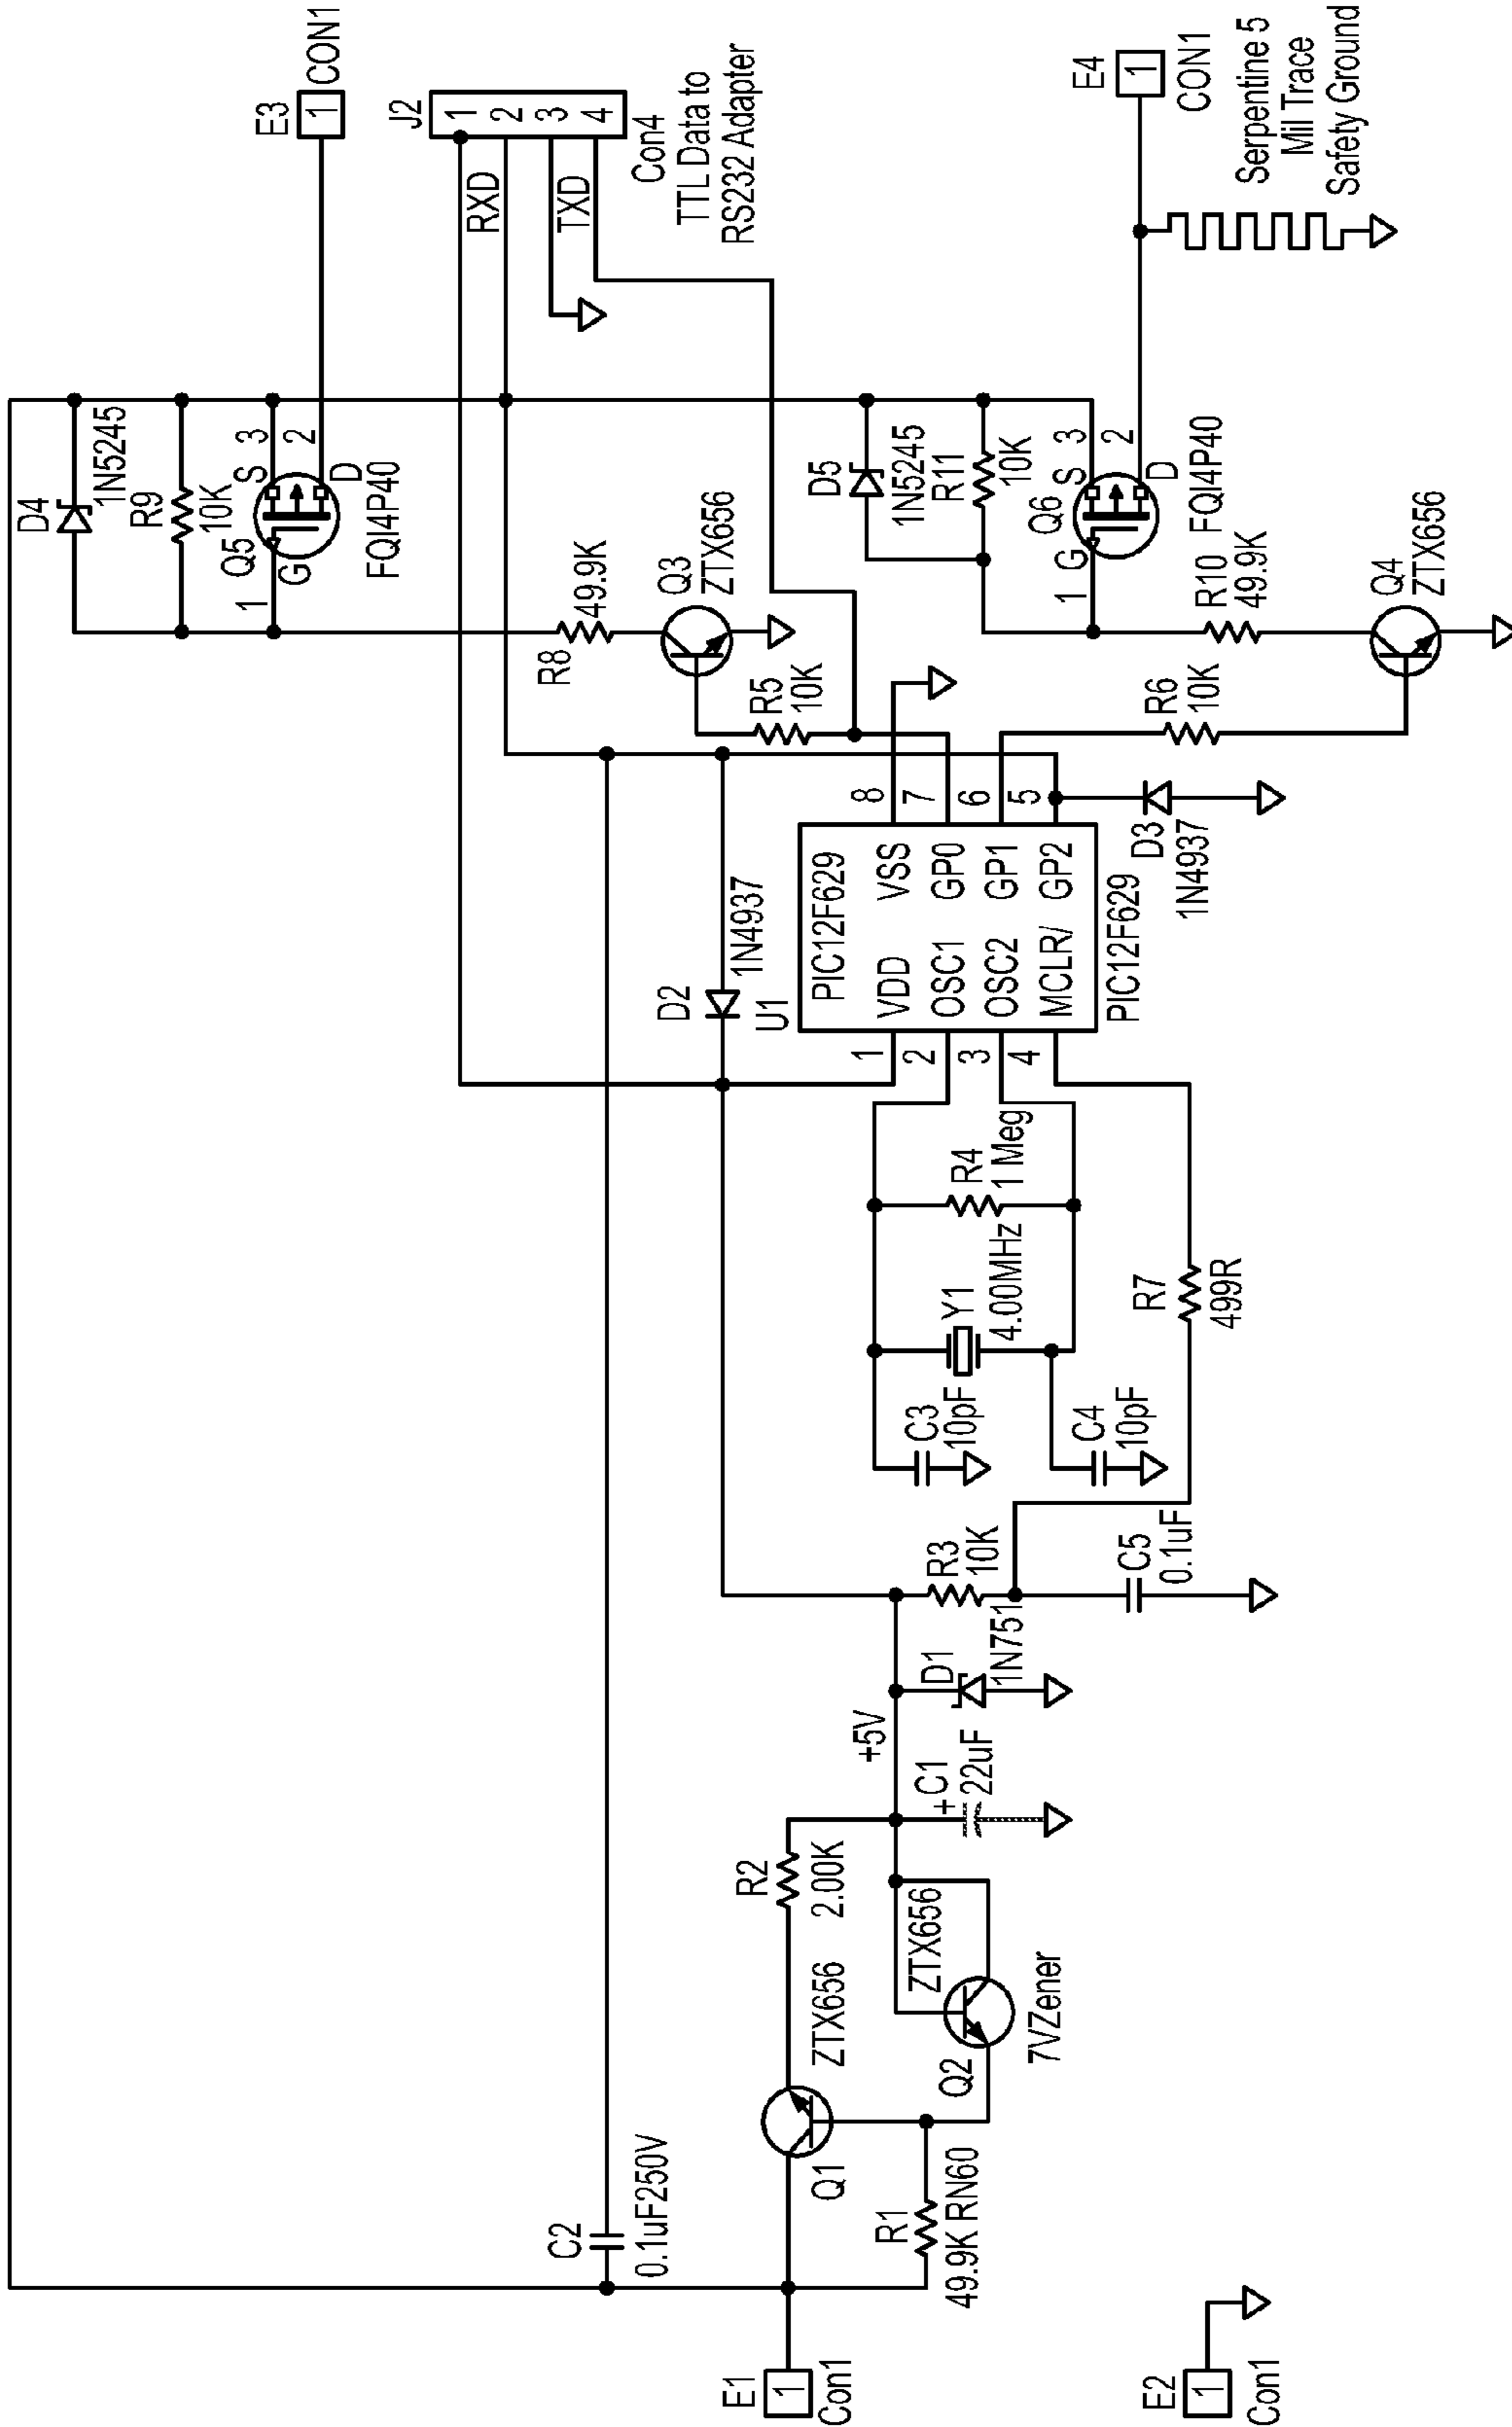 D4
1N5245
R9
10K
Q5
S
3
2
G
1
D
FQI4P40
E3
1
CON1
R8
49.9K
Q3
ZTX656
J2
1
2
3
4
RXD
TXD
Con4
TTL Data to
RS232 Adapter
D5
1N5245
R11
10K
Q6
S
3
2
G
1
D
FQI4P40
R10
49.9K
Q4
ZTX656
E4
1
CON1
Serpentine 5
Mil Trace
Safety Ground
R5
10K
R6
10K
D2
1N4937
U1
PIC12F629
VDD
VSS
OSC1
GP0
OSC2
GP1
MCLR/
GP2
1
2
3
4
8
7
6
5
PIC12F629
D3
1N4937
R4
1 Meg
Y1
4.00MHz
C3
10pF
C4
10pF
R7
499R
R3
10K
C5
0.1uF
+5V
D1
1N751
+
C1
22uF
R2
2.00K
ZTX656
Q1
ZTX656
Q2
7VZener
C2
0.1uF250V
R1
49.9K RN60
E1
1
Con1
E2
1
Con1